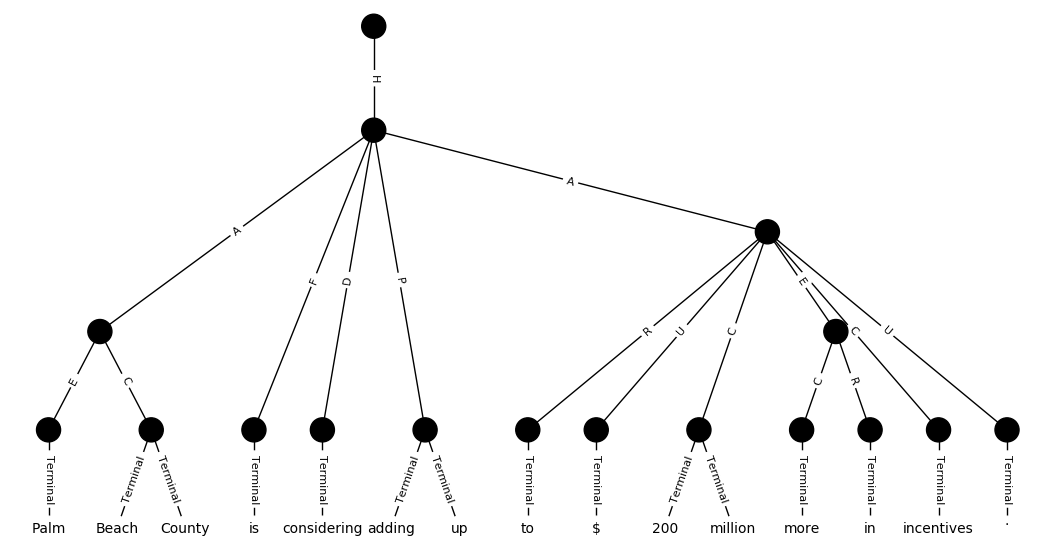 H
A
A
F
D
P
E
R
U
C
C
U
E
C
C
R
Terminal Terminal Terminal Terminal Terminal Terminal Terminal Terminal Terminal Terminal Terminal Terminal Terminal Terminal Terminal
Palm Beach County is considering adding up to $ 200 million more in incentives .